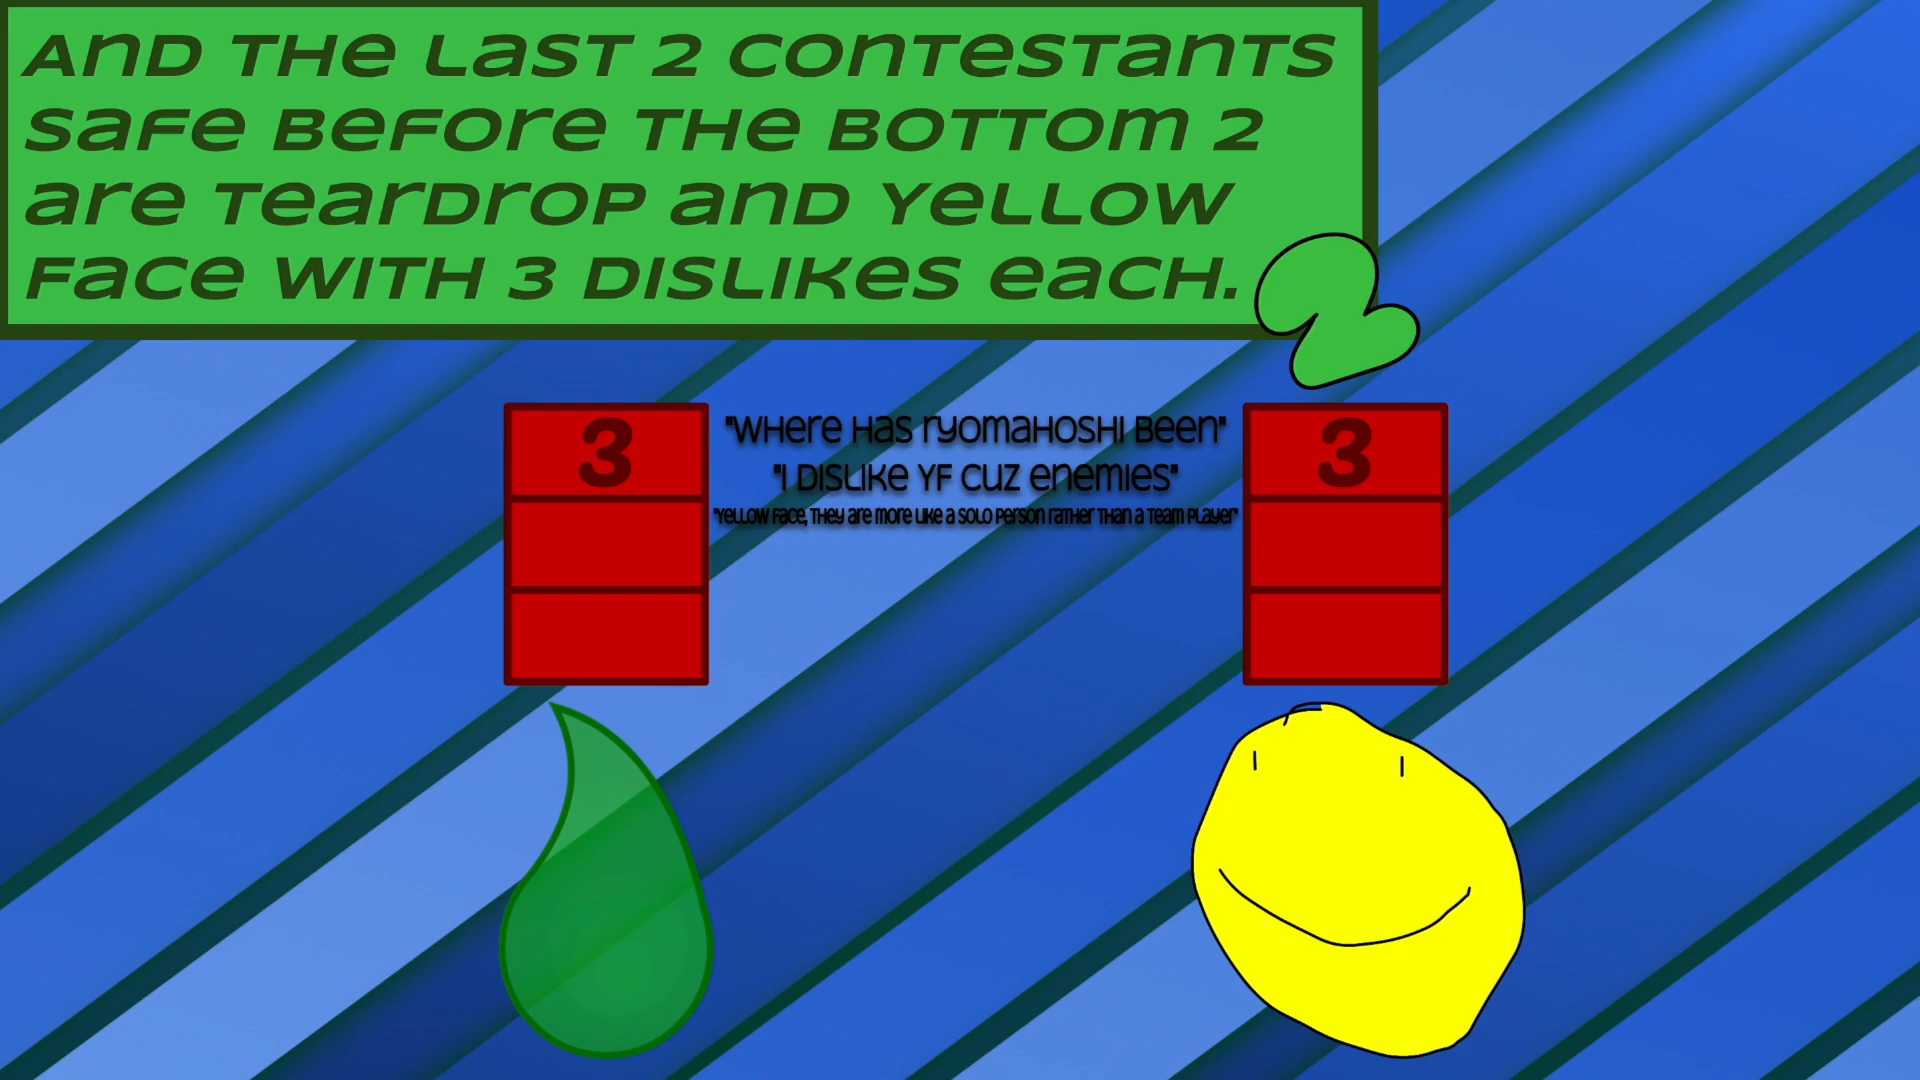 AND THE LAST 2 CONTESTANTS
SAFE BEFORE THE BOTTOM 2
ARE TEARDROP AND YELLOW
FACE WITH 3 DISLIKES EACH.
3
"WHERE HAS RYOMAHOSHI BEEN"
3
"I DISLIKE YF CUZ ENEMIES"
"YELLOW FACE, THEY ARE MORE LIKE A SOLO PERSON RATHER THAN A TEAM PLAYER"